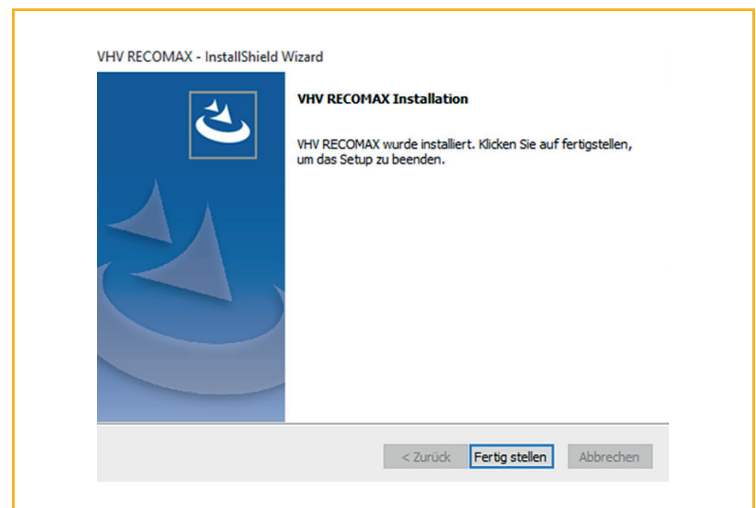 VHV RECOMAX - InstallShield Wizard
VHV RECOMAX Installation
VHV RECOMAX wurde installiert. Klicken Sie auf fertigstellen,
um das Setup zu beenden.
< Zurück Fertig stellen Abbrechen